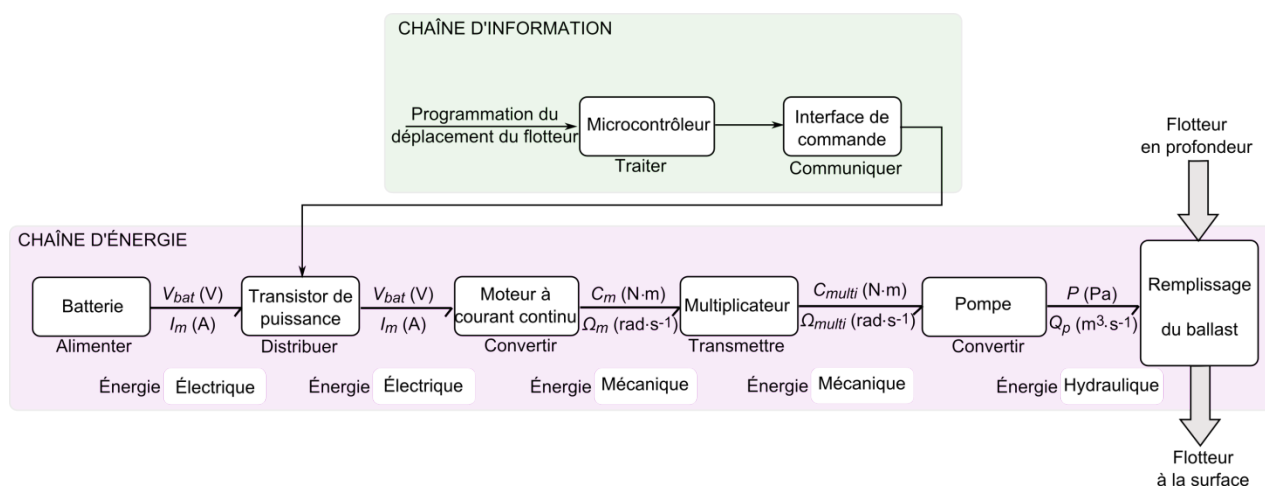 CHAÎNE D'INFORMATION
Programmation du
déplacement du flotteur
Microcontrôleur
Traiter
Interface de
commande
Communiquer
Flotteur
en profondeur
CHAÎNE D'ÉNERGIE
Batterie
Alimenter
V_bat (V)
I_m (A)
Transistor de
puissance
Distribuer
V_bat (V)
I_m (A)
Moteur à
courant continu
Convertir
C_m (N·m)
Ω_m (rad·s-1)
Multiplicateur
Transmettre
C_multi (N·m)
Ω_multi (rad·s-1)
Pompe
Convertir
P (Pa)
Q_p (m³·s-1)
Remplissage
du ballast
Énergie Électrique
Énergie Électrique
Énergie Mécanique
Énergie Mécanique
Énergie Hydraulique
Flotteur
à la surface